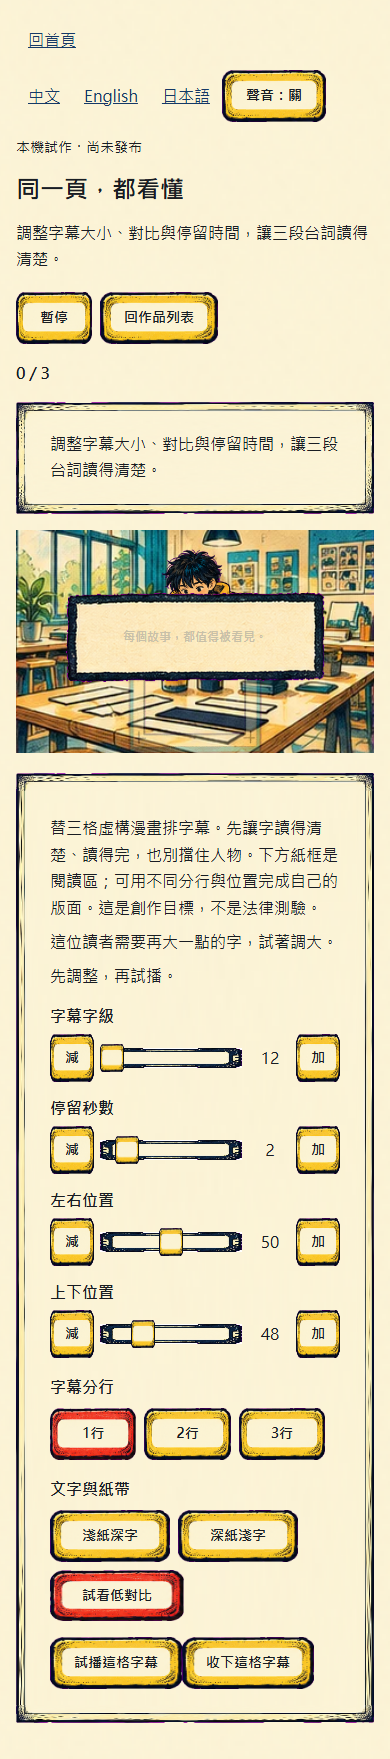 回首頁
中文 English 日本語 聲音：關
本機試作・尚未發布
同一頁，都看懂
調整字幕大小、對比與停留時間，讓三段台詞讀得
清楚。
暫停 回作品列表
0 / 3
調整字幕大小、對比與停留時間，讓三段
台詞讀得清楚。
每個故事，都值得被看見。
替三格虛構漫畫排字幕。先讓字讀得清
楚、讀得完，也別擋住人物。下方紙框是
閱讀區；可用不同分行與位置完成自己的
版面。這是創作目標，不是法律測驗。
這位讀者需要再大一點的字，試著調大。
先調整，再試播。
字幕字級
減 12 加
停留秒數
減 2 加
左右位置
減 50 加
上下位置
減 48 加
字幕分行
1行 2行 3行
文字與紙帶
淺紙深字 深紙淺字
試看低對比
試播這格字幕 收下這格字幕